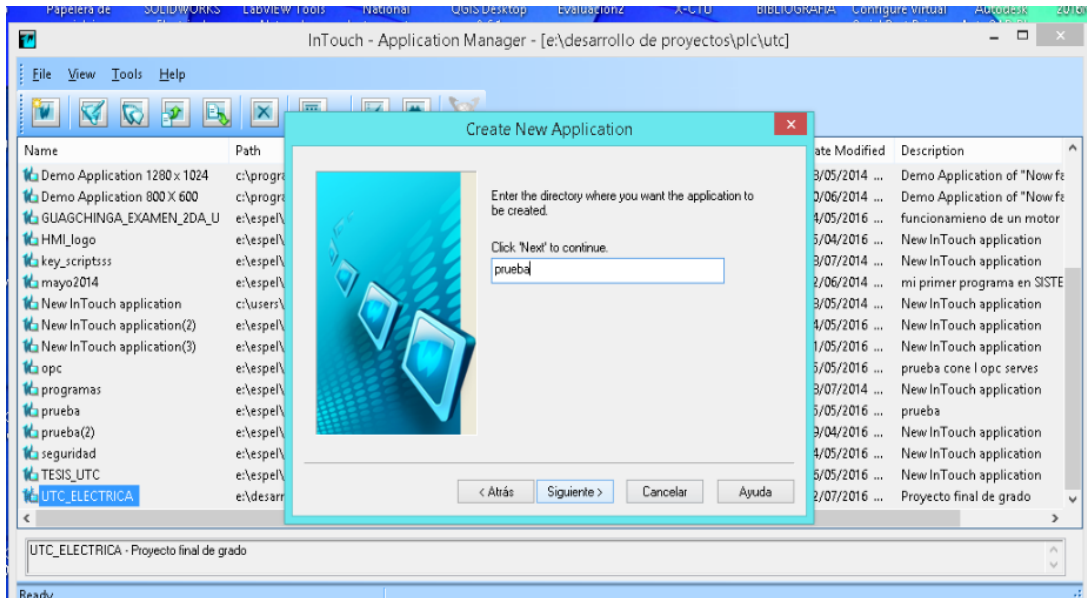 Papelera de SOLIDWORKS LabVIEW Tools National QGIS Desktop Evaluacion2 X-CTU BIBLIOGRAFIA Configure Virtual Autodesk
InTouch - Application Manager - [e:\desarrollo de proyectos\plc\utc]
File View Tools Help
Create New Application
Name Path ate Modified Description
Demo Application 1280 x 1024 c:\progra 3/05/2014 ... Demo Application of "Now fa
Demo Application 800 X 600 c:\progra 0/06/2014 ... Demo Application of "Now fa
GUAGCHINGA_EXAMEN_2DA_U e:\espel\ 4/05/2016 ... funcionamieno de un motor
HMI_logo e:\espel\ 5/04/2016 ... New InTouch application
key_scriptsss e:\espel\ 3/07/2014 ... New InTouch application
mayo2014 e:\espel\ 2/06/2014 ... mi primer programa en SISTE
New InTouch application c:\users\ 3/05/2014 ... New InTouch application
New InTouch application(2) e:\espel\ 4/05/2016 ... New InTouch application
New InTouch application(3) e:\espel\ 1/05/2016 ... New InTouch application
opc e:\espel\ 5/05/2016 ... prueba cone l opc serves
programas e:\espel\ 3/07/2014 ... New InTouch application
prueba e:\espel\ 5/05/2016 ... prueba
prueba(2) e:\espel\ 9/04/2016 ... New InTouch application
seguridad e:\espel\ 4/05/2016 ... New InTouch application
TESIS_UTC e:\espel\ 5/05/2016 ... New InTouch application
UTC_ELECTRICA e:\desarr 2/07/2016 ... Proyecto final de grado
Enter the directory where you want the application to
be created.
Click 'Next' to continue.
prueba
< Atrás Siguiente > Cancelar Ayuda
UTC_ELECTRICA - Proyecto final de grado
Ready